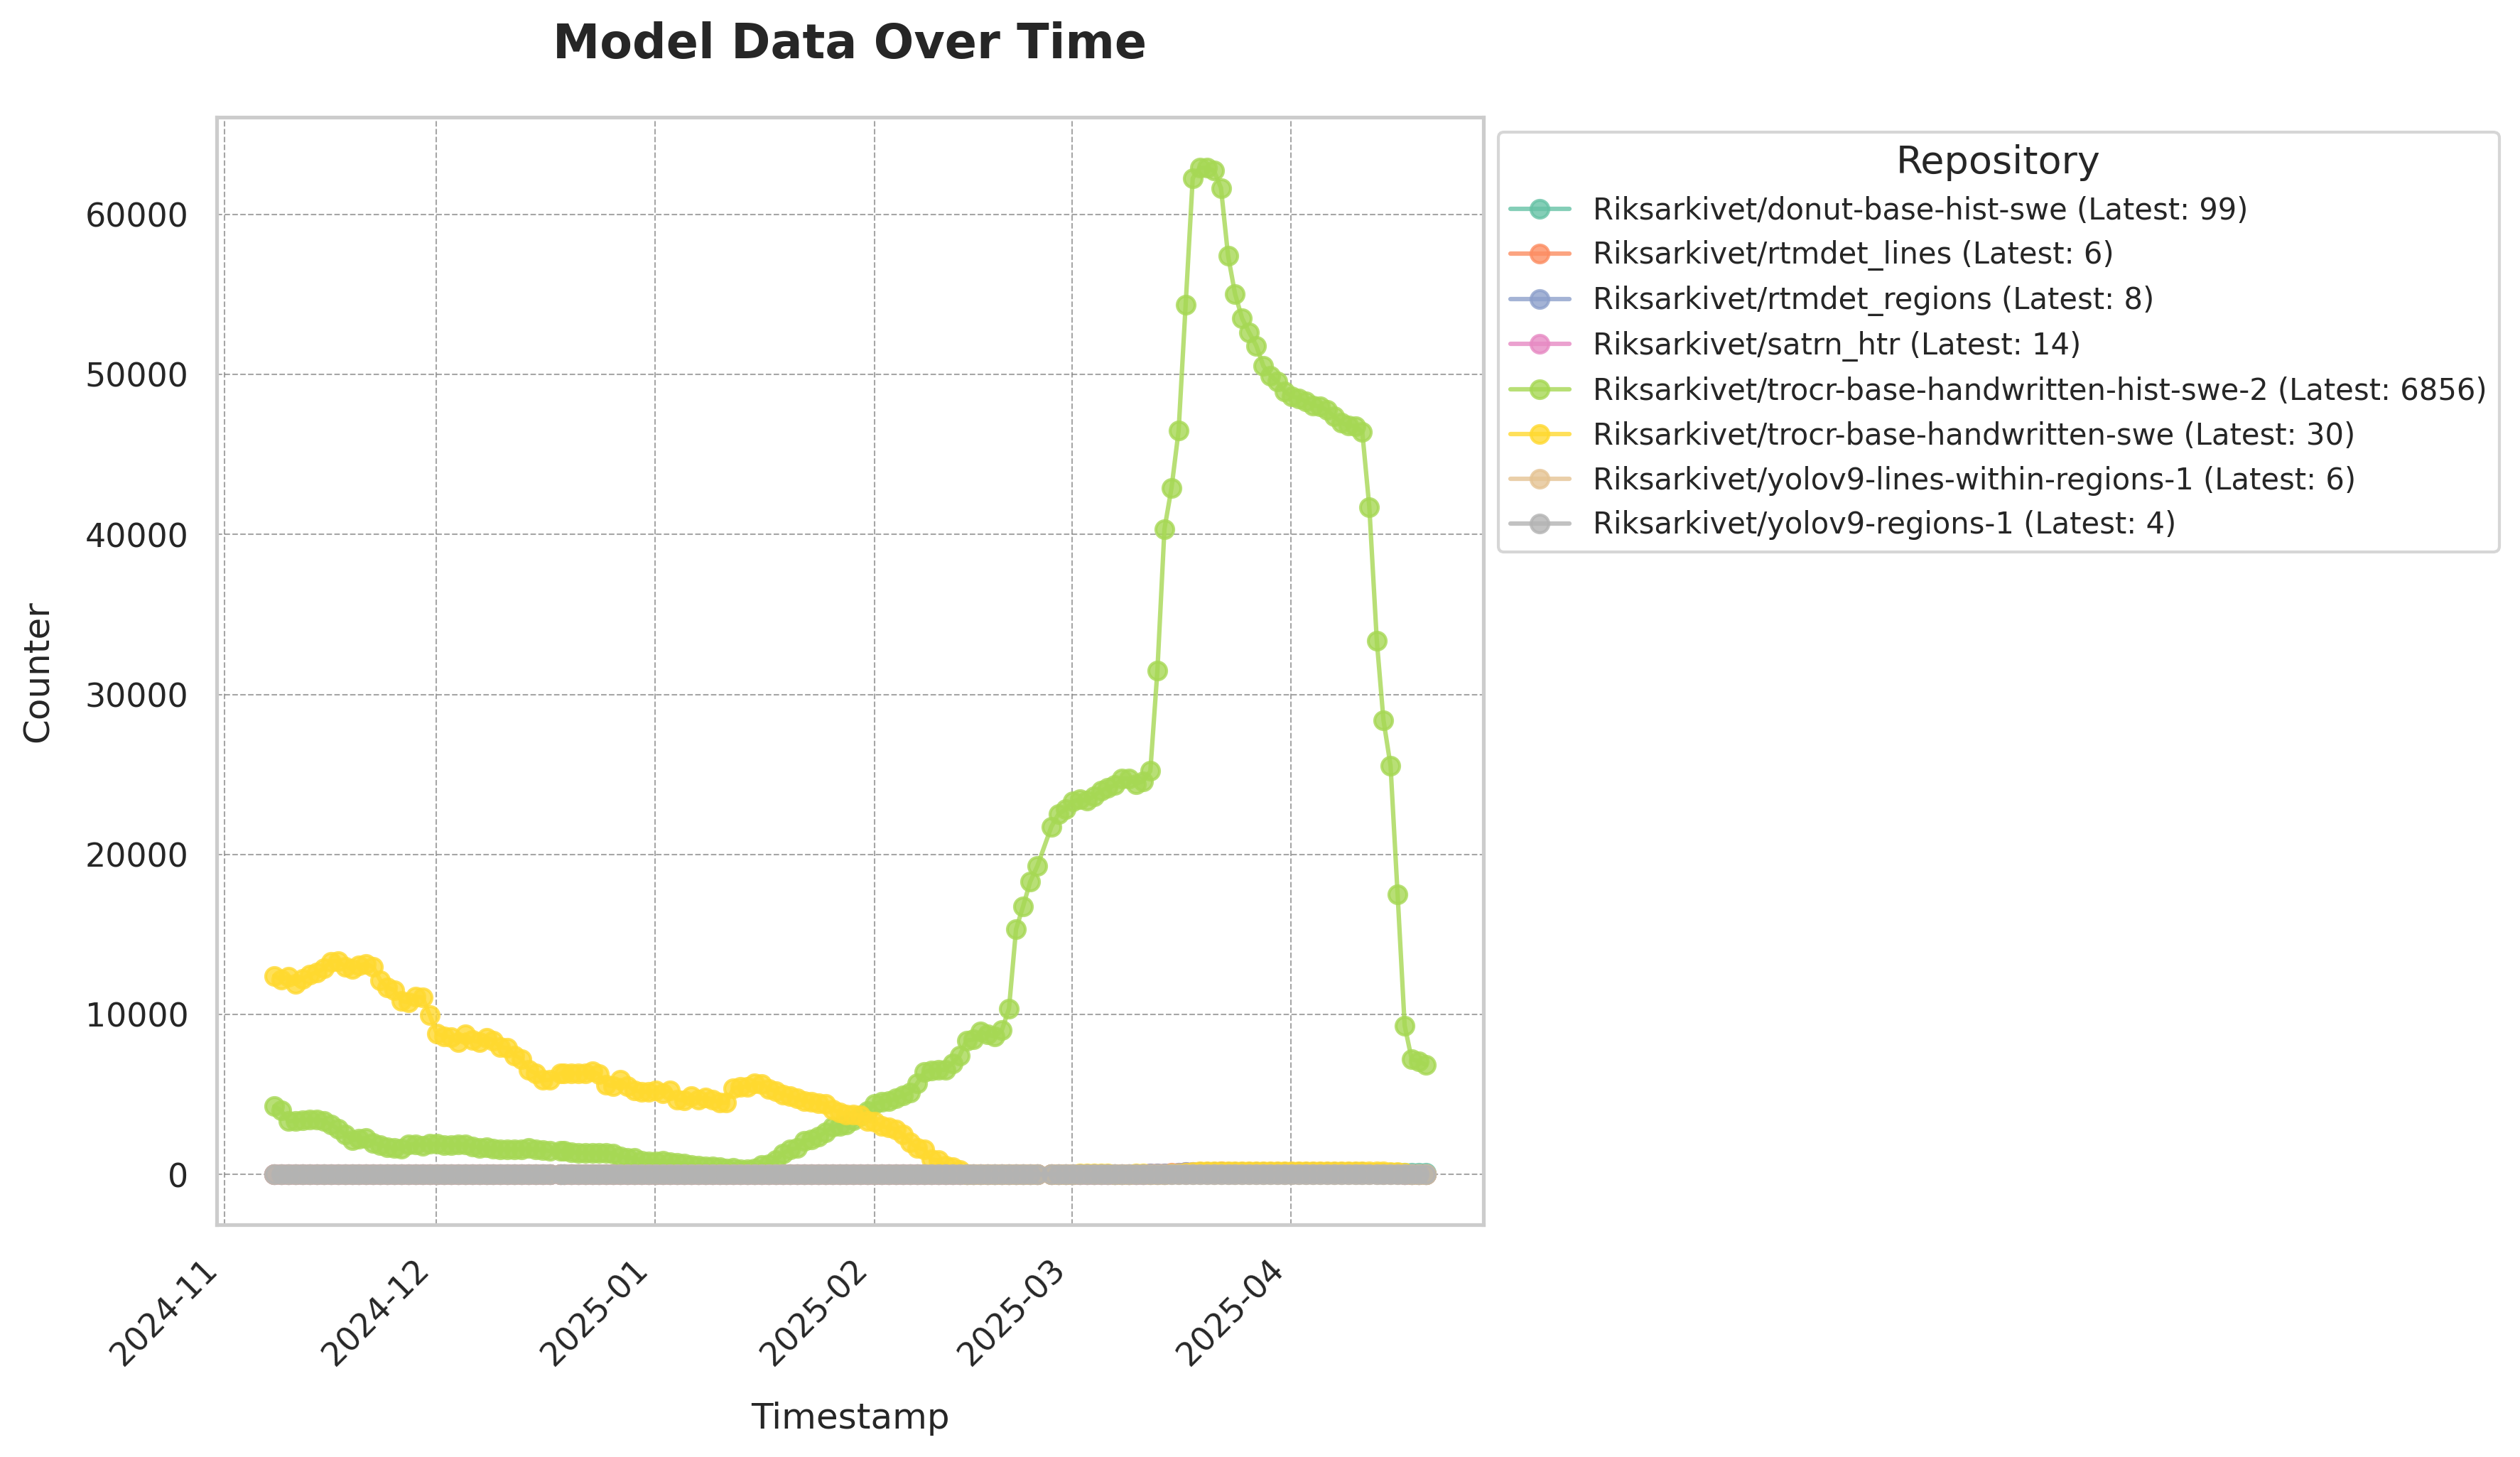 Model Data Over Time
Repository
Riksarkivet/donut-base-hist-swe (Latest: 99)
Riksarkivet/rtmdet_lines (Latest: 6)
Riksarkivet/rtmdet_regions (Latest: 8)
Riksarkivet/satrn_htr (Latest: 14)
Riksarkivet/trocr-base-handwritten-hist-swe-2 (Latest: 6856)
Riksarkivet/trocr-base-handwritten-swe (Latest: 30)
Riksarkivet/yolov9-lines-within-regions-1 (Latest: 6)
Riksarkivet/yolov9-regions-1 (Latest: 4)
Counter
60000
50000
40000
30000
20000
10000
0
2024-11
2024-12
2025-01
2025-02
2025-03
2025-04
Timestamp